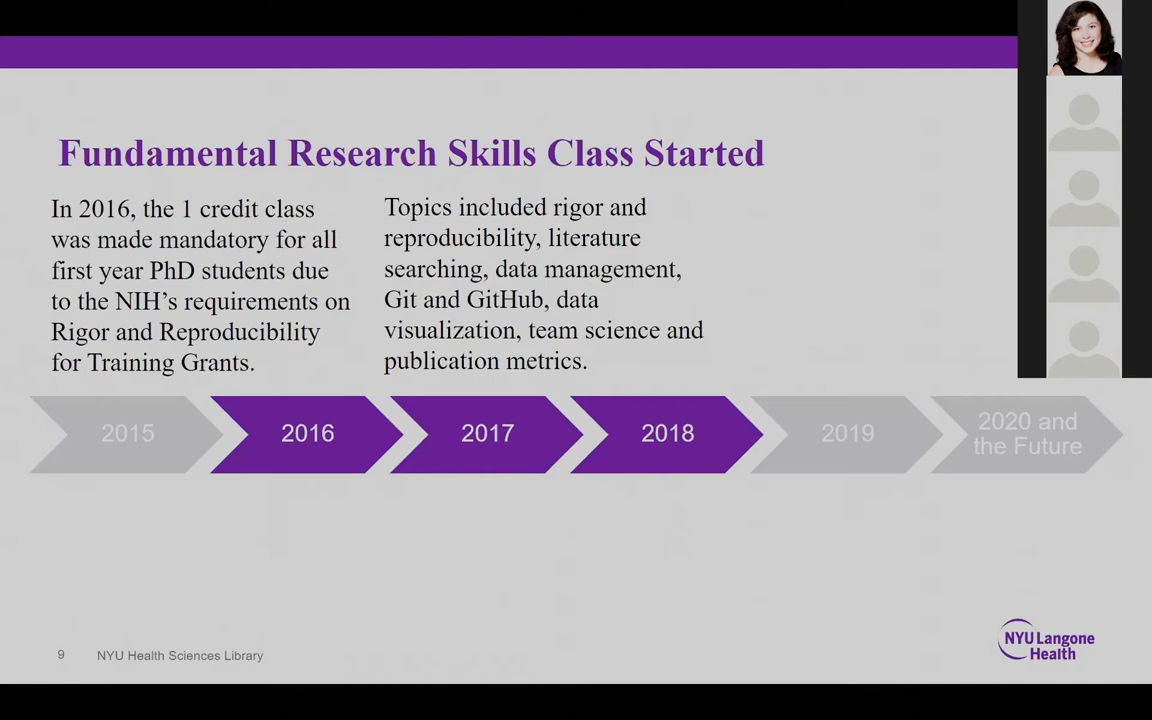 Fundamental Research Skills Class Started
In 2016, the 1 credit class
was made mandatory for all
first year PhD students due
to the NIH’s requirements on
Rigor and Reproducibility
for Training Grants.
Topics included rigor and
reproducibility, literature
searching, data management,
Git and GitHub, data
visualization, team science and
publication metrics.
2015
2016
2017
2018
2019
2020 and
the Future
9
NYU Health Sciences Library
NYU Langone
Health